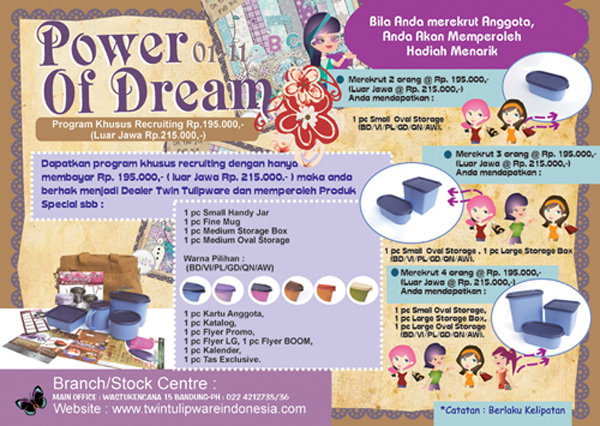 Power
01-11
Of Dream
Program Khusus Recruiting Rp.195.000,-
(Luar Jawa Rp.215.000,-)
Dapatkan program khusus recruiting dengan hanya
membayar Rp. 195.000,- ( luar Jawa Rp. 215.000.- ) maka anda
berhak menjadi Dealer Twin Tulipware dan memperoleh Produk
Special sbb :
1 pc Small Handy Jar
1 pc Fine Mug
1 pc Medium Storage Box
1 pc Medium Oval Storage
Warna Pilihan :
(BD/VI/PL/GD/QN/AW)
1 pc Kartu Anggota,
1 pc Katalog,
1 pc Flyer Promo,
1 pc Flyer LG, 1 pc Flyer BOOM,
1 pc Kalender,
1 pc Tas Exclusive.
Bila Anda merekrut Anggota,
Anda Akan Memperoleh
Hadiah Menarik
Merekrut 2 orang @ Rp. 195.000,-
(Luar Jawa @ Rp. 215.000,-)
Anda mendapatkan :
1 pc Small Oval Storage
(BD/VI/PL/GD/QN/AW).
Merekrut 3 orang @ Rp. 195.000,-
(Luar Jawa @ Rp. 215.000,-)
Anda mendapatkan :
1 pc Small Oval Storage , 1 pc Large Storage Box
(BD/VI/PL/GD/QN/AW).
Merekrut 4 orang @ Rp. 195.000,-
(Luar Jawa @ Rp. 215.000,-)
Anda mendapatkan :
1 pc Small Oval Storage,
1 pc Large Storage Box,
1 pc Large Oval Storage
(BD/VI/PL/GD/QN/AW).
Branch/Stock Centre :
MAIN OFFICE : WASTUKENCANA 15 BANDUNG-PH : 022 4212735/36
Website : www.twintulipwareindonesia.com
*Catatan : Berlaku Kelipatan